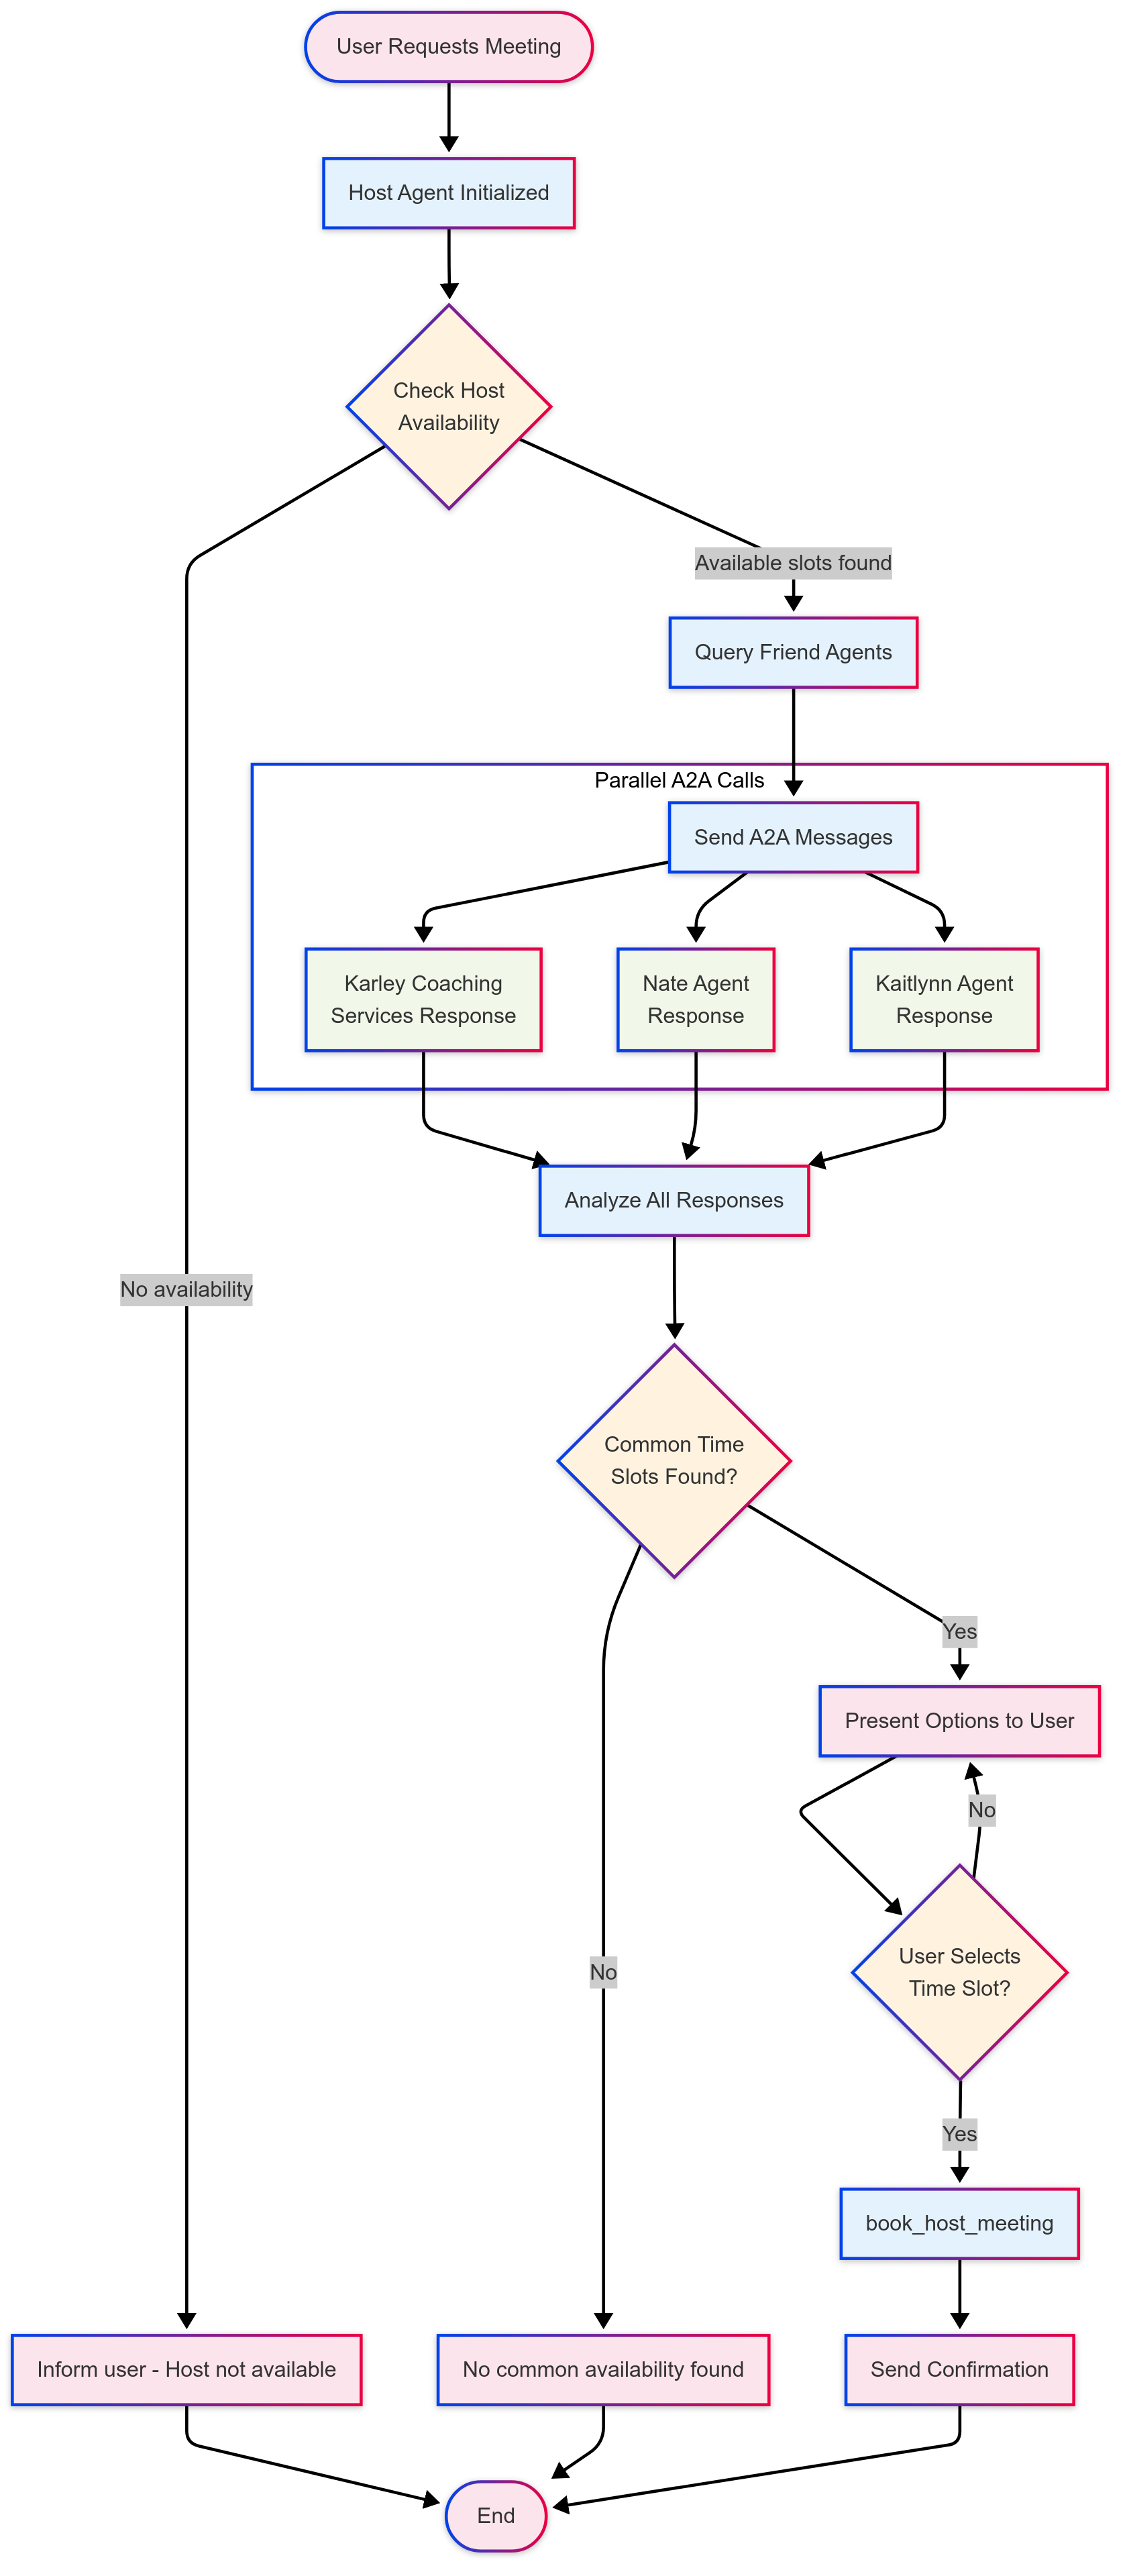 User Requests Meeting
Host Agent Initialized
Check Host
Availability
Available slots found
Query Friend Agents
Parallel A2A Calls
Send A2A Messages
Karley Coaching
Services Response
Nate Agent
Response
Kaitlynn Agent
Response
Analyze All Responses
No availability
Common Time
Slots Found?
Yes
Present Options to User
No
User Selects
Time Slot?
No
Yes
book_host_meeting
Inform user - Host not available
No common availability found
Send Confirmation
End